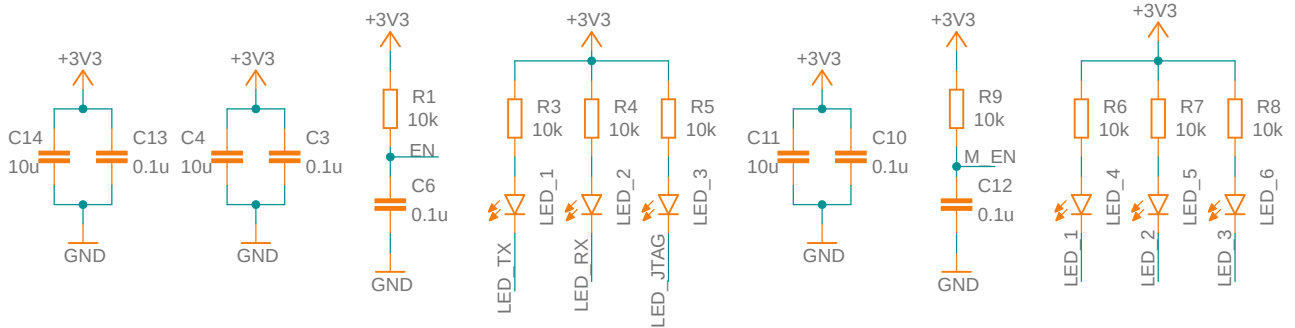 +3V3
C14
10u
C13
0.1u
GND
+3V3
C4
10u
C3
0.1u
GND
+3V3
R1
10k
EN
C6
0.1u
GND
+3V3
R3
10k
R4
10k
R5
10k
LED_1
LED_2
LED_3
LED_TX
LED_RX
LED_JTAG
+3V3
C11
10u
C10
0.1u
GND
+3V3
R9
10k
M_EN
C12
0.1u
GND
+3V3
R6
10k
R7
10k
R8
10k
LED_4
LED_5
LED_6
LED_1
LED_2
LED_3